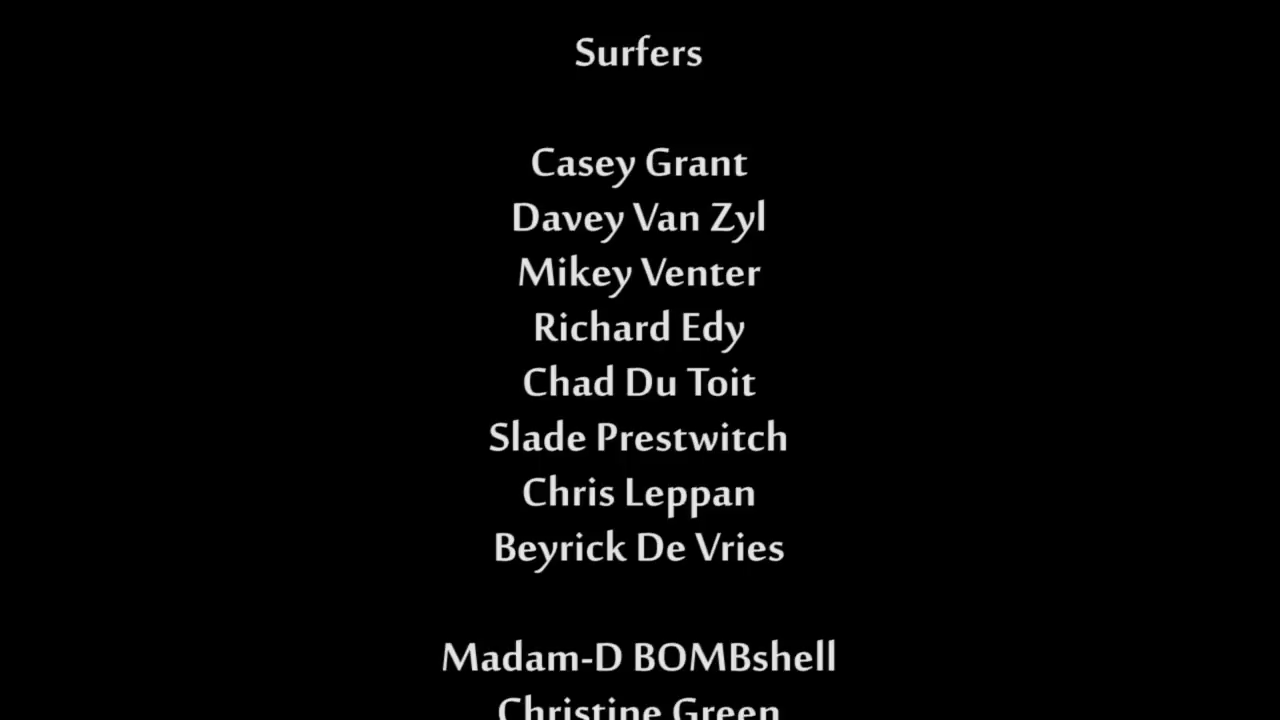 Surfers
Casey Grant
Davey Van Zyl
Mikey Venter
Richard Edy
Chad Du Toit
Slade Prestwitch
Chris Leppan
Beyrick De Vries
Madam-D BOMBshell
Christine Green